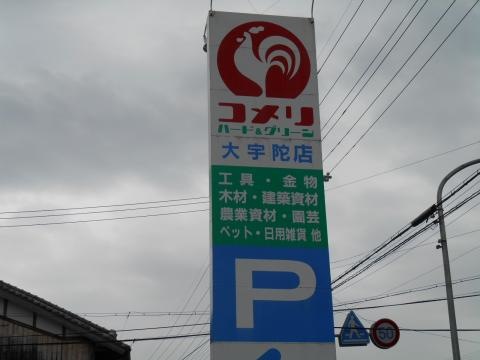 コメリ
ハード&グリーン
大宇陀店
工具・金物
木材・建築資材
農業資材・園芸
ペット・日用雑貨 他
P
50